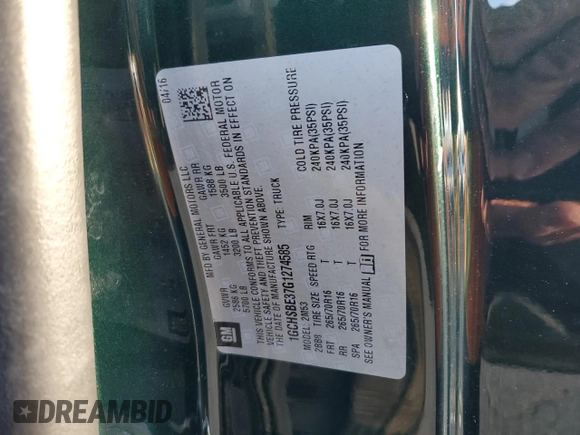 MFD BY GENERAL MOTORS LLC 04/16
GVWR GAWR FRT GAWR RR
2586 KG 1452 KG 1588 KG
5700 LB 3200 LB 3500 LB
THIS VEHICLE CONFORMS TO ALL APPLICABLE U.S. FEDERAL MOTOR
VEHICLE SAFETY AND THEFT PREVENTION STANDARDS IN EFFECT ON
THE DATE OF MANUFACTURE SHOWN ABOVE.
1GCHSBE37G1274585 TYPE: TRUCK
GM
MODEL: 2M53
2888 TIRE SIZE SPEED RTG RIM COLD TIRE PRESSURE
FRT 265/70R16 T 16X7.0J 240KPA(35PSI)
RR 265/70R16 T 16X7.0J 240KPA(35PSI)
SPA 265/70R16 T 16X7.0J 240KPA(35PSI)
SEE OWNER'S MANUAL FOR MORE INFORMATION
DREAMBID